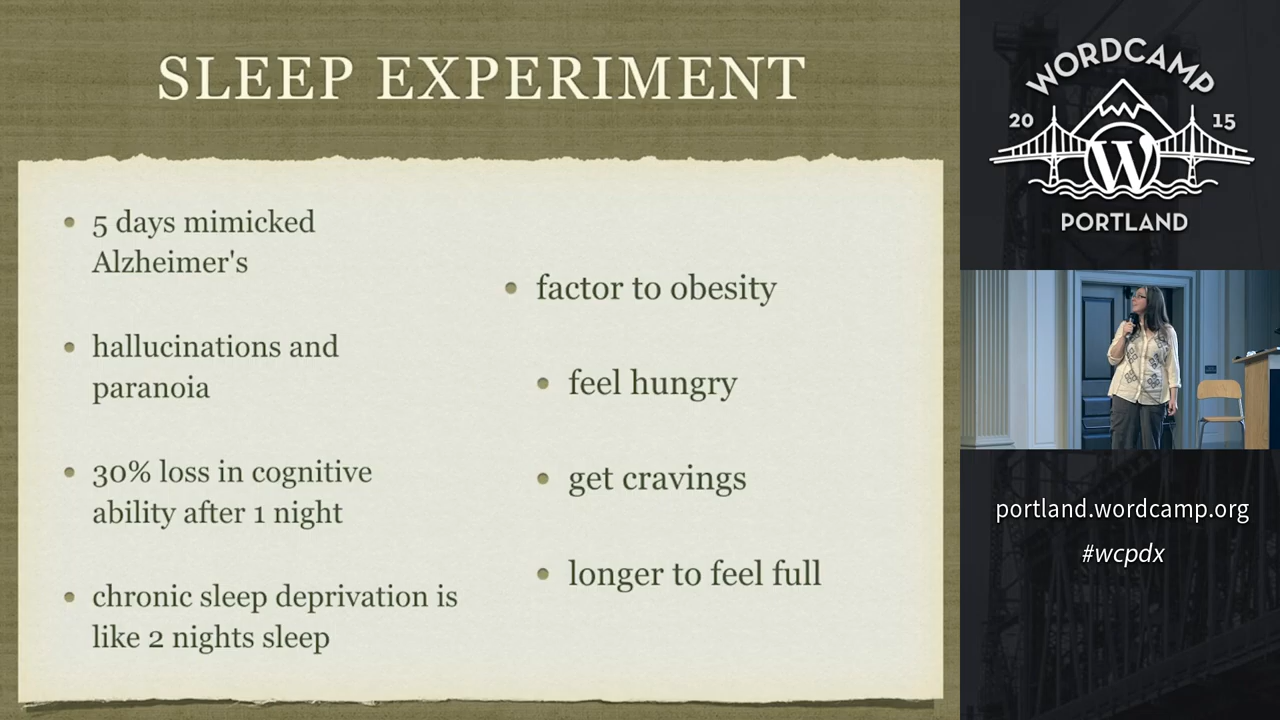 SLEEP EXPERIMENT
5 days mimicked
Alzheimer's
hallucinations and
paranoia
30% loss in cognitive
ability after 1 night
chronic sleep deprivation is
like 2 nights sleep
factor to obesity
feel hungry
get cravings
longer to feel full
WORDCAMP
20 15
W
PORTLAND
portland.wordcamp.org
#wcpdx